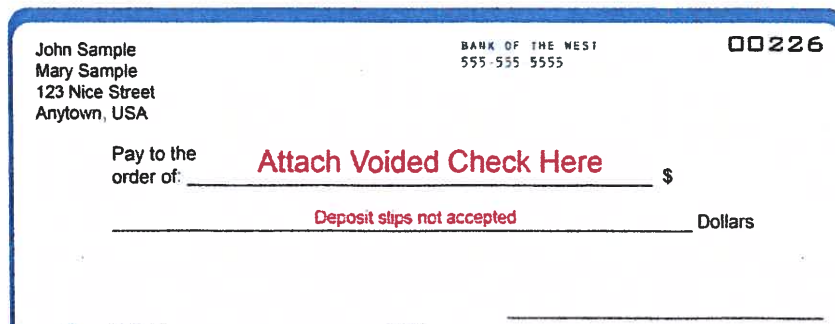 John Sample
Mary Sample
123 Nice Street
Anytown, USA
BANK OF THE WEST
555-555 5555
00226
Pay to the
order of:
Attach Voided Check Here
$
Deposit slips not accepted
Dollars